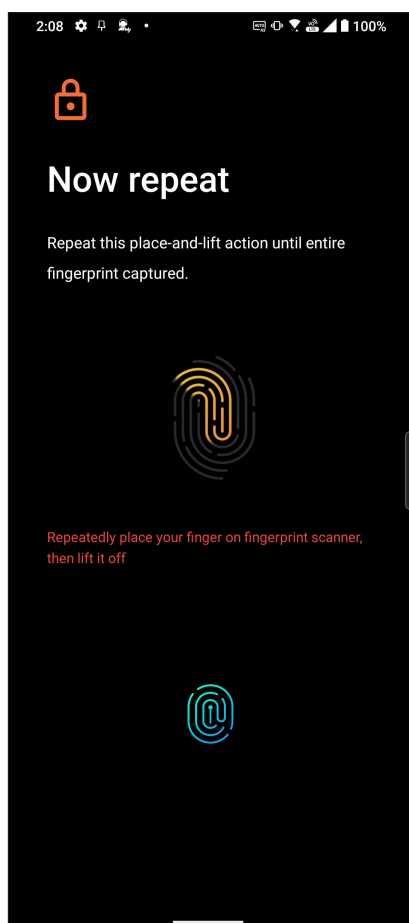 2:08 100%
Now repeat
Repeat this place-and-lift action until entire
fingerprint captured.
Repeatedly place your finger on fingerprint scanner,
then lift it off